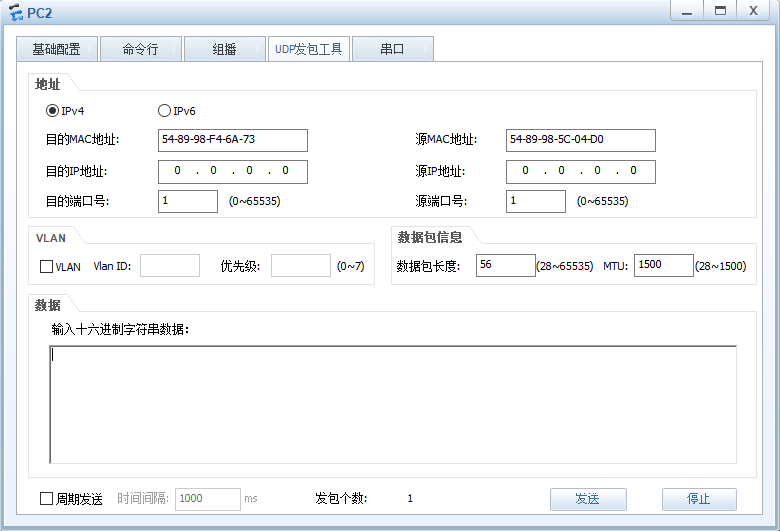 PC2
基础配置 命令行 组播 UDP发包工具 串口
地址
IPv4 IPv6
目的MAC地址: 54-89-98-F4-6A-73 源MAC地址: 54-89-98-5C-04-D0
目的IP地址: 0 . 0 . 0 . 0 源IP地址: 0 . 0 . 0 . 0
目的端口号: 1 (0~65535) 源端口号: 1 (0~65535)
VLAN 数据包信息
VLAN Vlan ID: 优先级: (0~7) 数据包长度: 56 (28~65535) MTU: 1500 (28~1500)
数据
输入十六进制字符串数据:
周期发送 时间间隔: 1000 ms 发包个数: 1 发送 停止